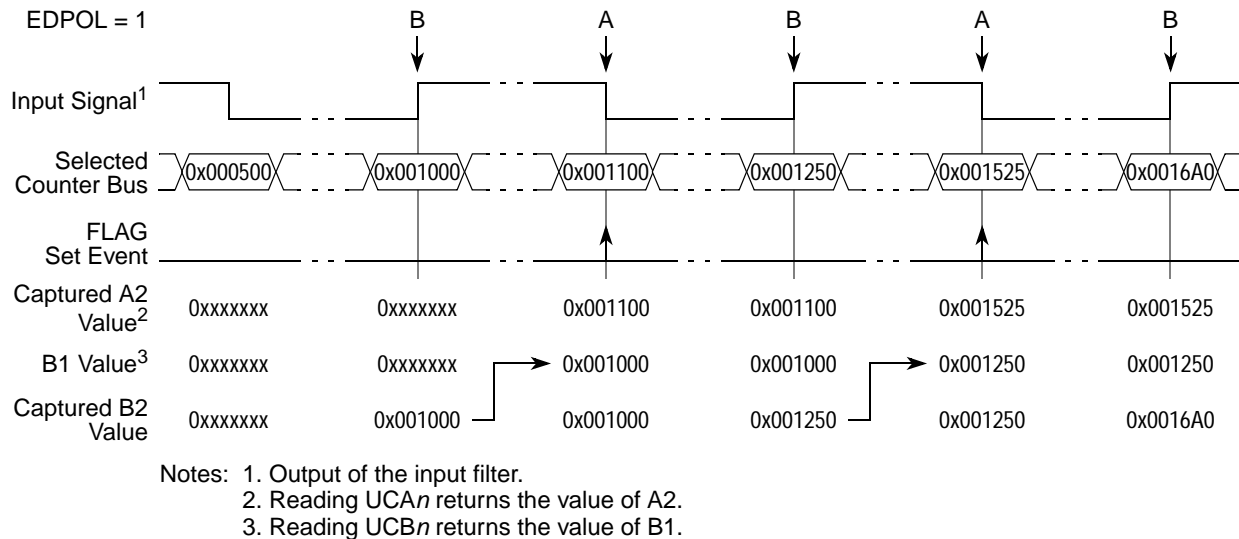 EDPOL = 1 B A B A B
Input Signal1
Selected Counter Bus 0x000500 0x001000 0x001100 0x001250 0x001525 0x0016A0
FLAG
Set Event
Captured A2
Value2 0xxxxxxx 0xxxxxxx 0x001100 0x001100 0x001525 0x001525
B1 Value3 0xxxxxxx 0xxxxxxx 0x001000 0x001000 0x001250 0x001250
Captured B2
Value 0xxxxxxx 0x001000 0x001000 0x001250 0x001250 0x0016A0
Notes: 1. Output of the input filter.
2. Reading UCAn returns the value of A2.
3. Reading UCBn returns the value of B1.